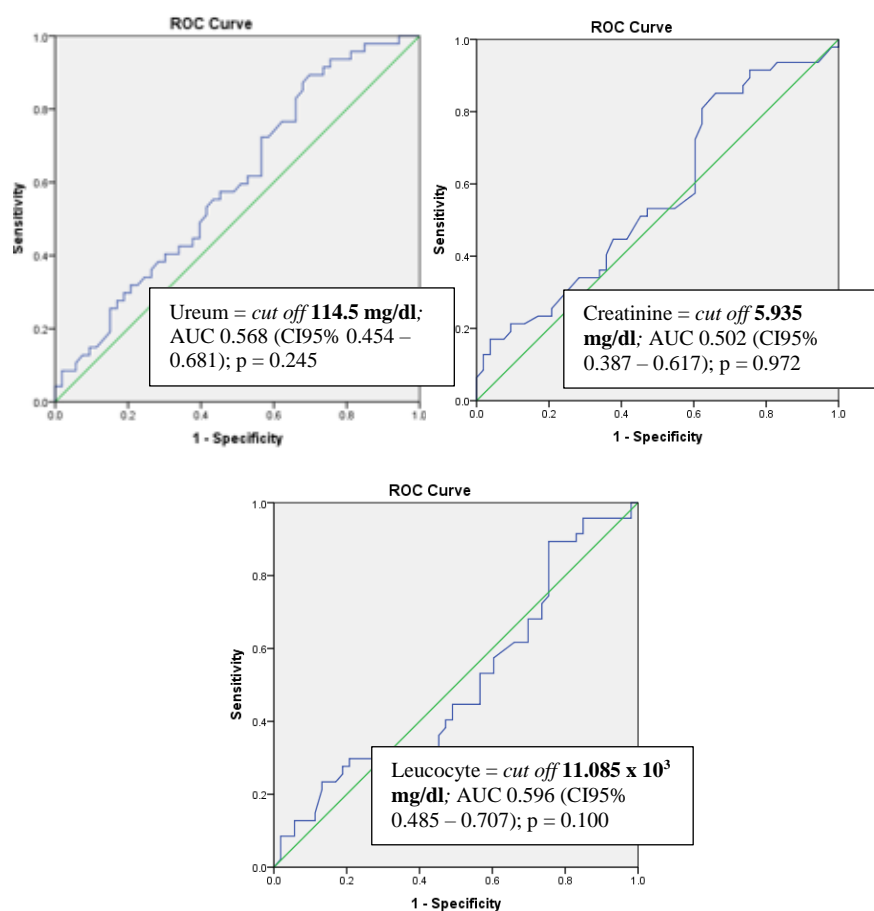 ROC Curve
1.0
0.8
0.6
0.4
0.2
0.0
Sensitivity
0.0 0.2 0.4 0.6 0.8 1.0
1 - Specificity
Ureum = cut off 114.5 mg/dl;
AUC 0.568 (CI95% 0.454 –
0.681); p = 0.245
ROC Curve
1.0
0.8
0.6
0.4
0.2
0.0
Sensitivity
0.0 0.2 0.4 0.6 0.8 1.0
1 - Specificity
Creatinine = cut off 5.935
mg/dl; AUC 0.502 (CI95%
0.387 – 0.617); p = 0.972
ROC Curve
1.0
0.8
0.6
0.4
0.2
0.0
Sensitivity
0.0 0.2 0.4 0.6 0.8 1.0
1 - Specificity
Leucocyte = cut off 11.085 x 10³
mg/dl; AUC 0.596 (CI95%
0.485 – 0.707); p = 0.100